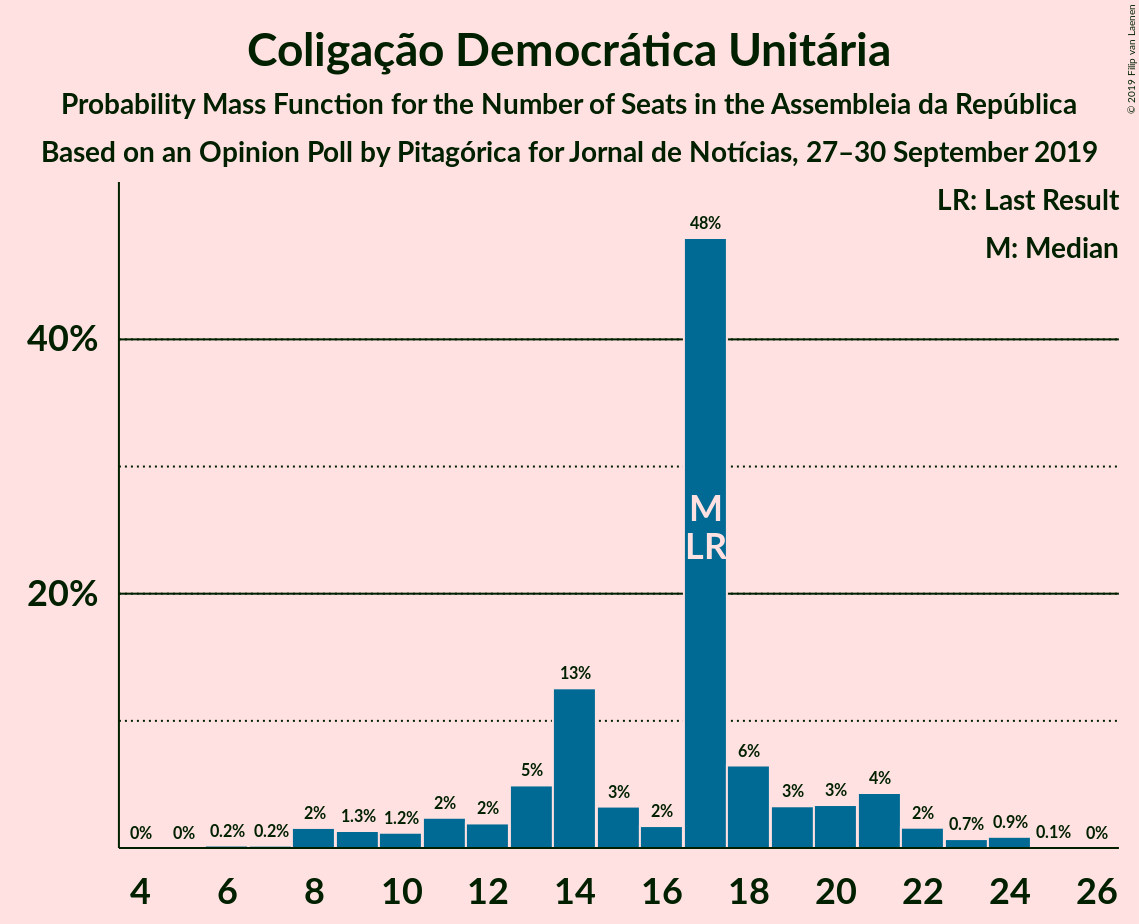 Coligação Democrática Unitária
Probability Mass Function for the Number of Seats in the Assembleia da República
Based on an Opinion Poll by Pitagórica for Jornal de Notícias, 27–30 September 2019
© 2019 Filip van Laenen
LR: Last Result
M: Median
40%
20%
0%
0%
0.2%
0.2%
2%
1.3%
1.2%
2%
2%
5%
13%
3%
2%
48%
6%
3%
3%
4%
2%
0.7%
0.9%
0.1%
0%
M
LR
4 6 8 10 12 14 16 18 20 22 24 26